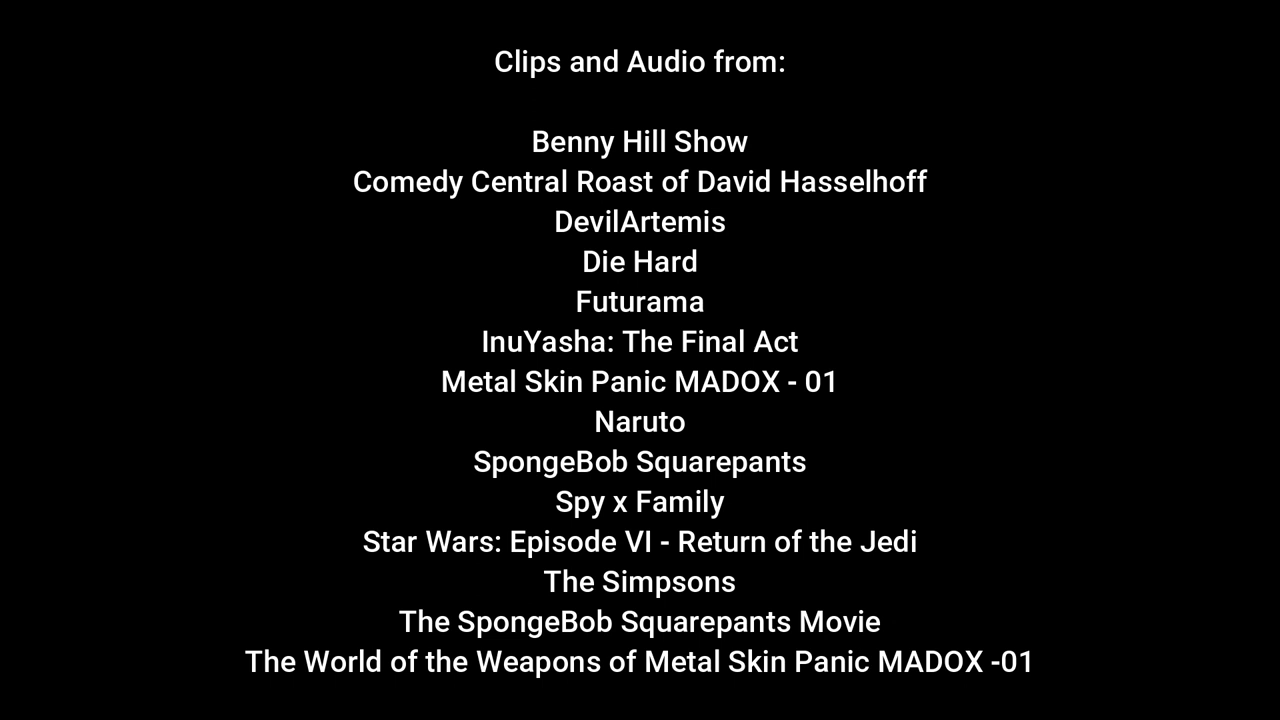 Clips and Audio from:
Benny Hill Show
Comedy Central Roast of David Hasselhoff
DevilArtemis
Die Hard
Futurama
InuYasha: The Final Act
Metal Skin Panic MADOX - 01
Naruto
SpongeBob Squarepants
Spy x Family
Star Wars: Episode VI - Return of the Jedi
The Simpsons
The SpongeBob Squarepants Movie
The World of the Weapons of Metal Skin Panic MADOX -01